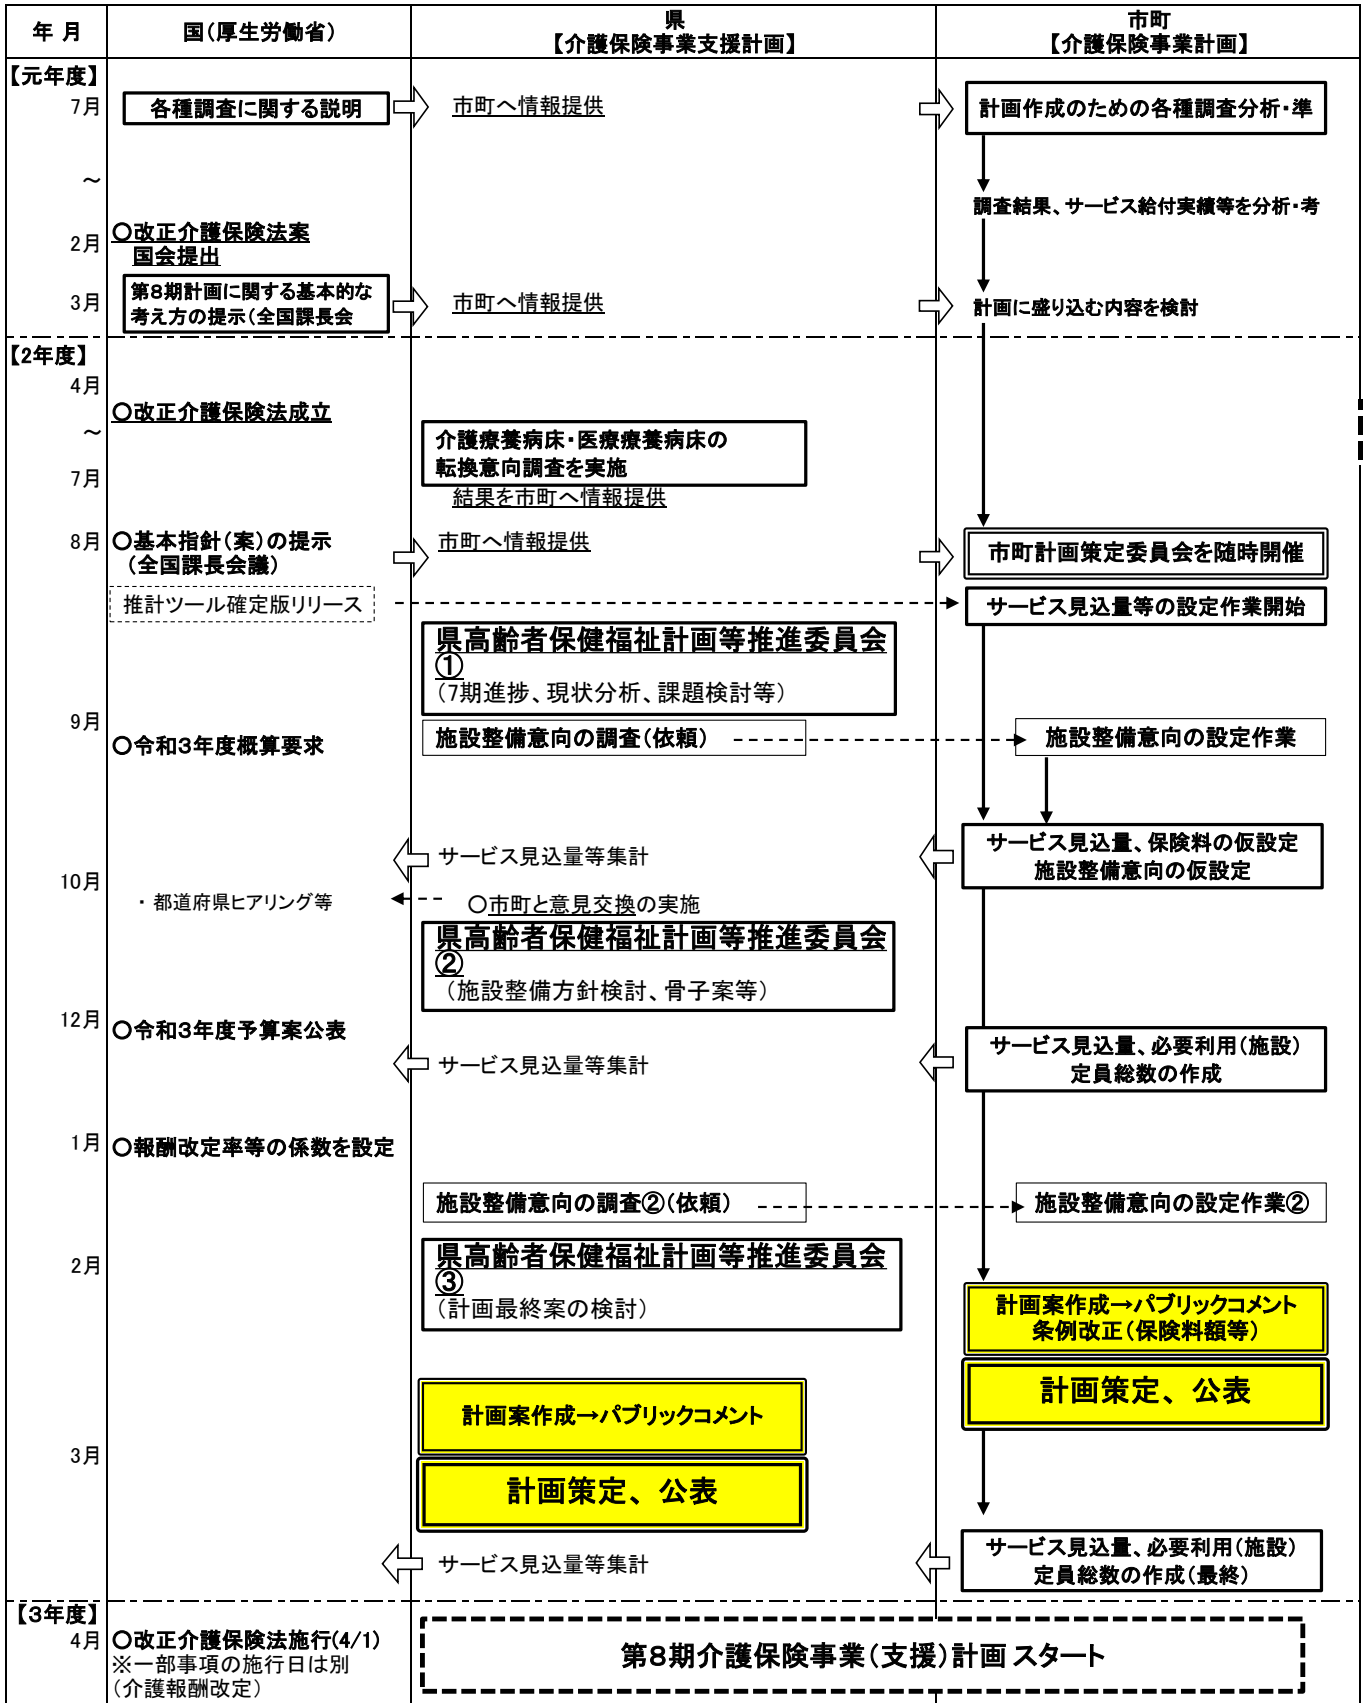 年 月
国(厚生労働省)
県
【介護保険事業支援計画】
市町
【介護保険事業計画】
【元年度】
7月
各種調査に関する説明
市町へ情報提供
計画作成のための各種調査分析・準
～
調査結果、サービス給付実績等を分析・考
2月
〇改正介護保険法案
国会提出
3月
第8期計画に関する基本的な
考え方の提示(全国課長会
市町へ情報提供
計画に盛り込む内容を検討
【2年度】
4月
〇改正介護保険法成立
～
介護療養病床・医療療養病床の
転換意向調査を実施
7月
結果を市町へ情報提供
8月
〇基本指針(案)の提示
(全国課長会議)
市町へ情報提供
市町計画策定委員会を随時開催
推計ツール確定版リリース
サービス見込量等の設定作業開始
県高齢者保健福祉計画等推進委員会
①
(7期進捗、現状分析、課題検討等)
9月
〇令和3年度概算要求
施設整備意向の調査(依頼)
施設整備意向の設定作業
サービス見込量等集計
サービス見込量、保険料の仮設定
施設整備意向の仮設定
10月
・都道府県ヒアリング等
〇市町と意見交換の実施
県高齢者保健福祉計画等推進委員会
②
(施設整備方針検討、骨子案等)
12月
〇令和3年度予算案公表
サービス見込量等集計
サービス見込量、必要利用(施設)
定員総数の作成
1月
〇報酬改定率等の係数を設定
施設整備意向の調査②(依頼)
施設整備意向の設定作業②
2月
県高齢者保健福祉計画等推進委員会
③
(計画最終案の検討)
計画案作成→パブリックコメント
条例改正(保険料額等)
計画策定、公表
計画案作成→パブリックコメント
3月
計画策定、公表
サービス見込量等集計
サービス見込量、必要利用(施設)
定員総数の作成(最終)
【3年度】
4月
〇改正介護保険法施行(4/1)
※一部事項の施行日は別
(介護報酬改定)
第8期介護保険事業(支援)計画 スタート